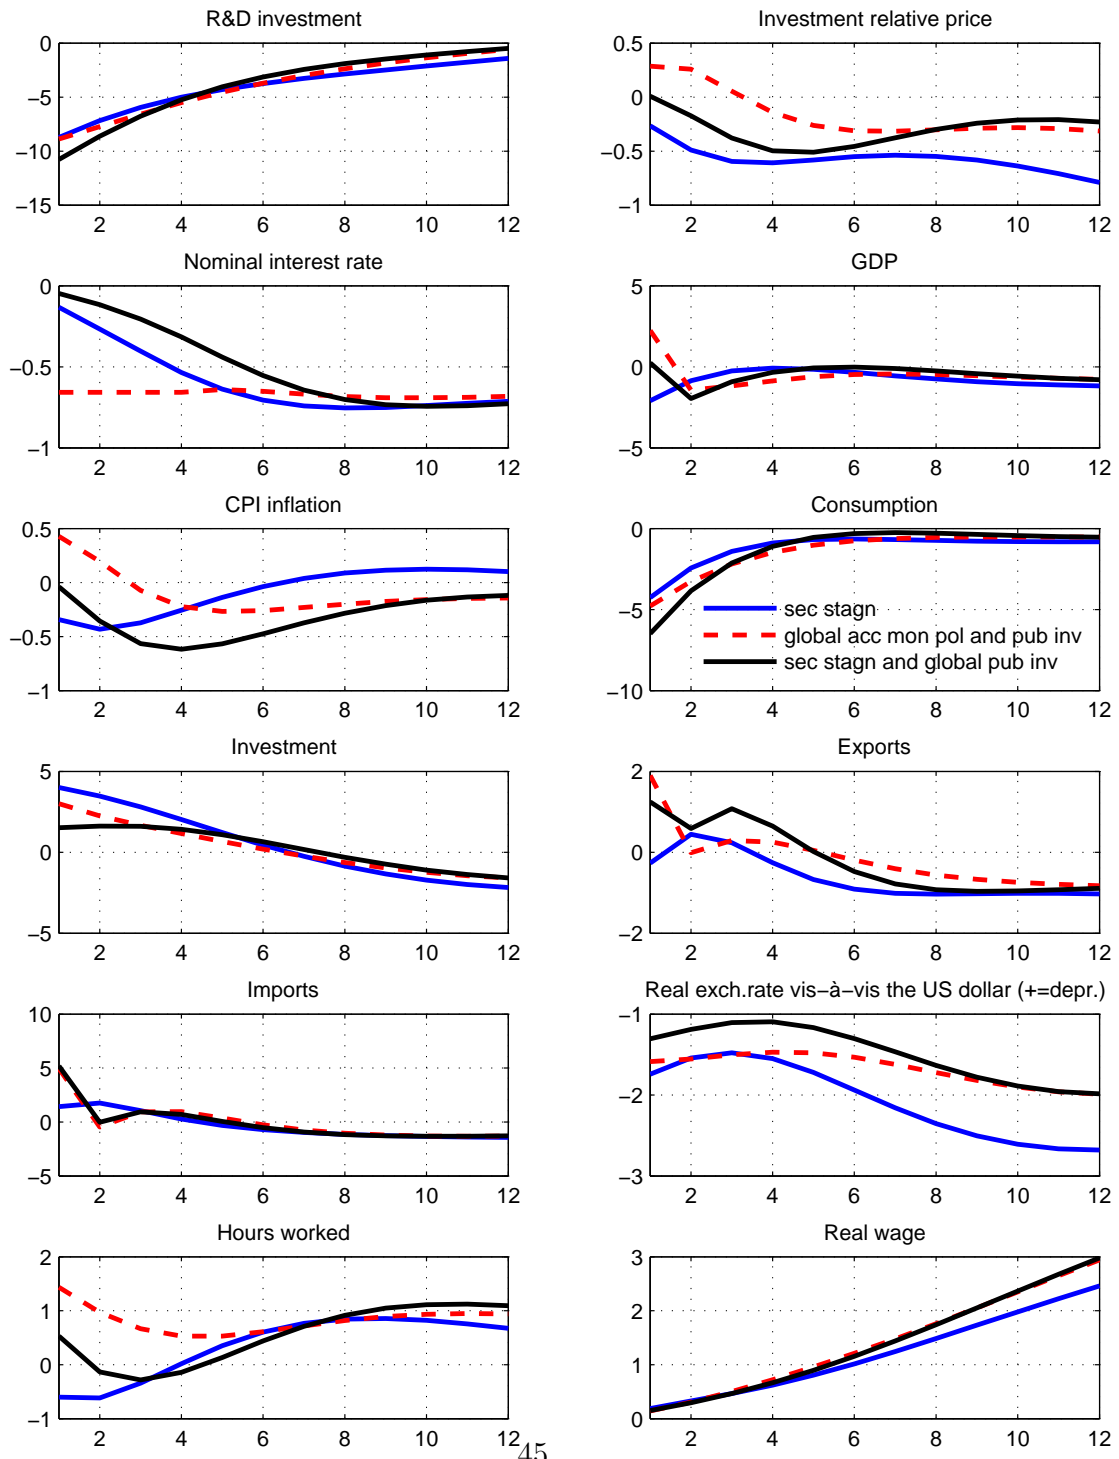 R&D investment
0
−5
−10
−15
2 4 6 8 10 12
Investment relative price
0.5
0
−0.5
−1
2 4 6 8 10 12
Nominal interest rate
0
−0.5
−1
2 4 6 8 10 12
GDP
5
0
−5
2 4 6 8 10 12
CPI inflation
0.5
0
−0.5
−1
2 4 6 8 10 12
Consumption
0
−5
−10
sec stagn
global acc mon pol and pub inv
sec stagn and global pub inv
2 4 6 8 10 12
Investment
5
0
−5
2 4 6 8 10 12
Exports
2
0
−2
2 4 6 8 10 12
Imports
10
5
0
−5
2 4 6 8 10 12
Real exch.rate vis−à−vis the US dollar (+=depr.)
−1
−2
−3
2 4 6 8 10 12
Hours worked
2
1
0
−1
2 4 6 8 10 12
Real wage
3
2
1
0
2 4 6 8 10 12
45